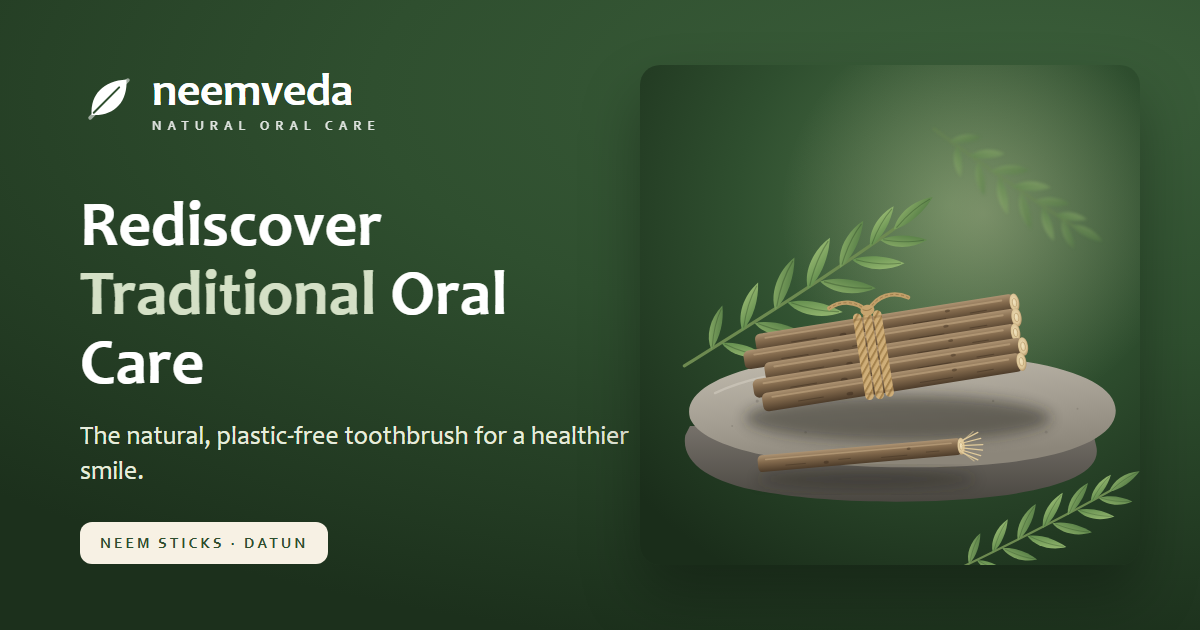 neemveda
NATURAL ORAL CARE
Rediscover
Traditional Oral
Care
The natural, plastic-free toothbrush for a healthier
smile.
NEEM STICKS · DATUN